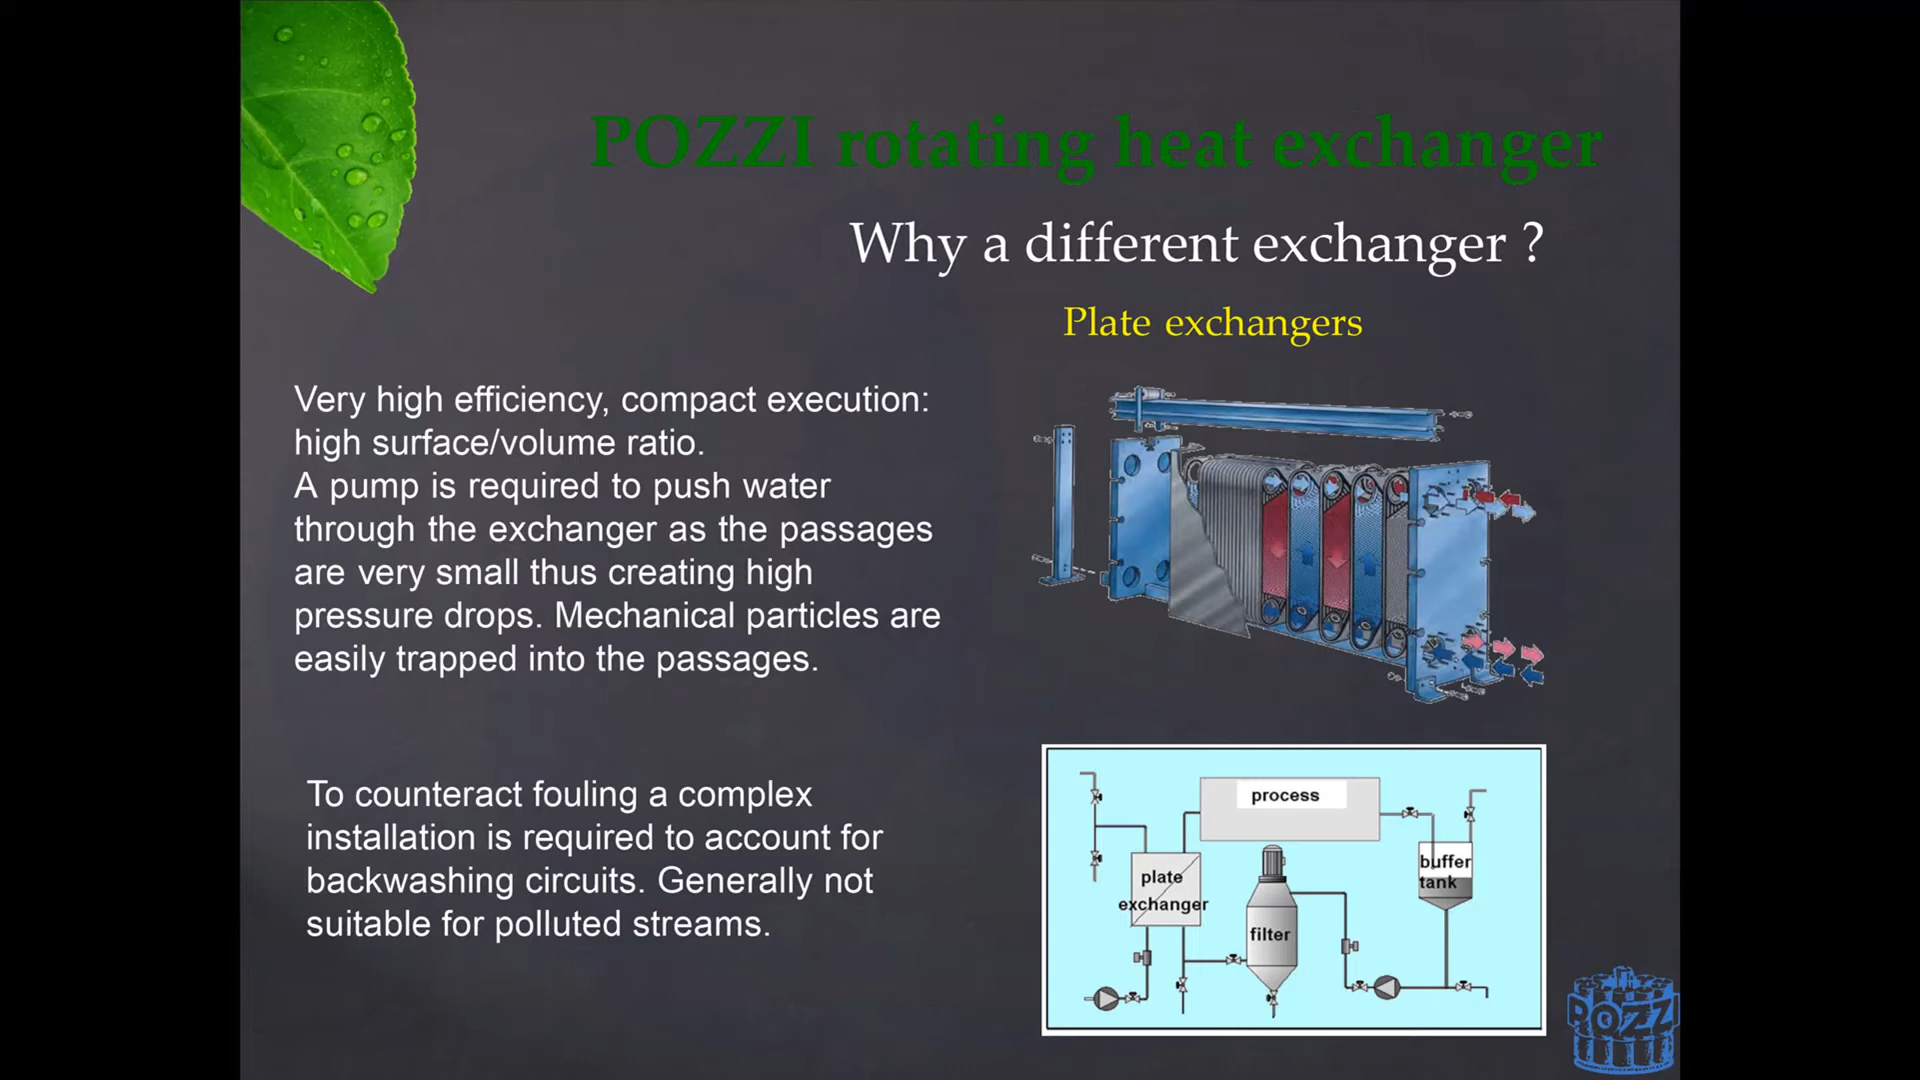 POZZI rotating heat exchanger
Why a different exchanger ?
Plate exchangers
Very high efficiency, compact execution:
high surface/volume ratio.
A pump is required to push water
through the exchanger as the passages
are very small thus creating high
pressure drops. Mechanical particles are
easily trapped into the passages.
To counteract fouling a complex
installation is required to account for
backwashing circuits. Generally not
suitable for polluted streams.
process
plate
exchanger
filter
buffer
tank
POZZI